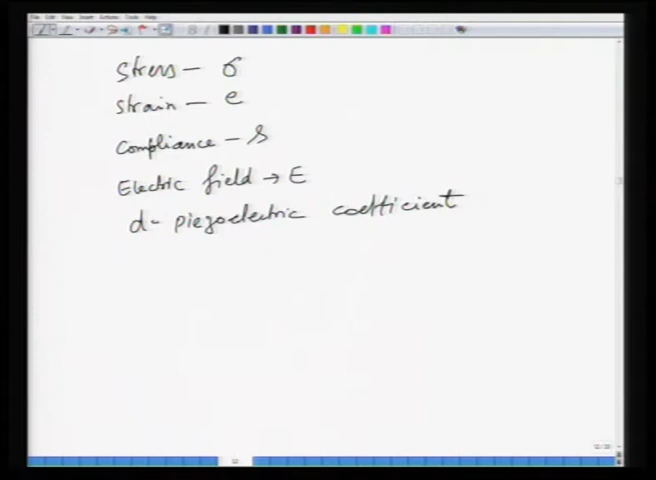 Stress - σ
Strain - e
Compliance - s
Electric field → E
d - piezoelectric coefficient